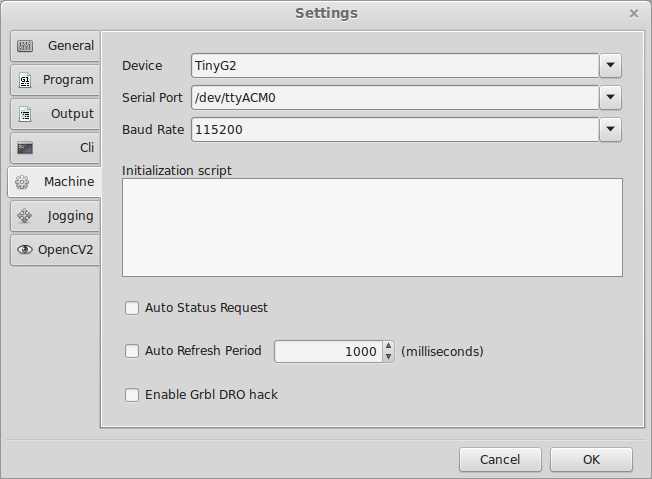 Settings
General
Program
Output
Cli
Machine
Jogging
OpenCV2
Device TinyG2
Serial Port /dev/ttyACM0
Baud Rate 115200
Initialization script
Auto Status Request
Auto Refresh Period 1000 (milliseconds)
Enable Grbl DRO hack
Cancel OK